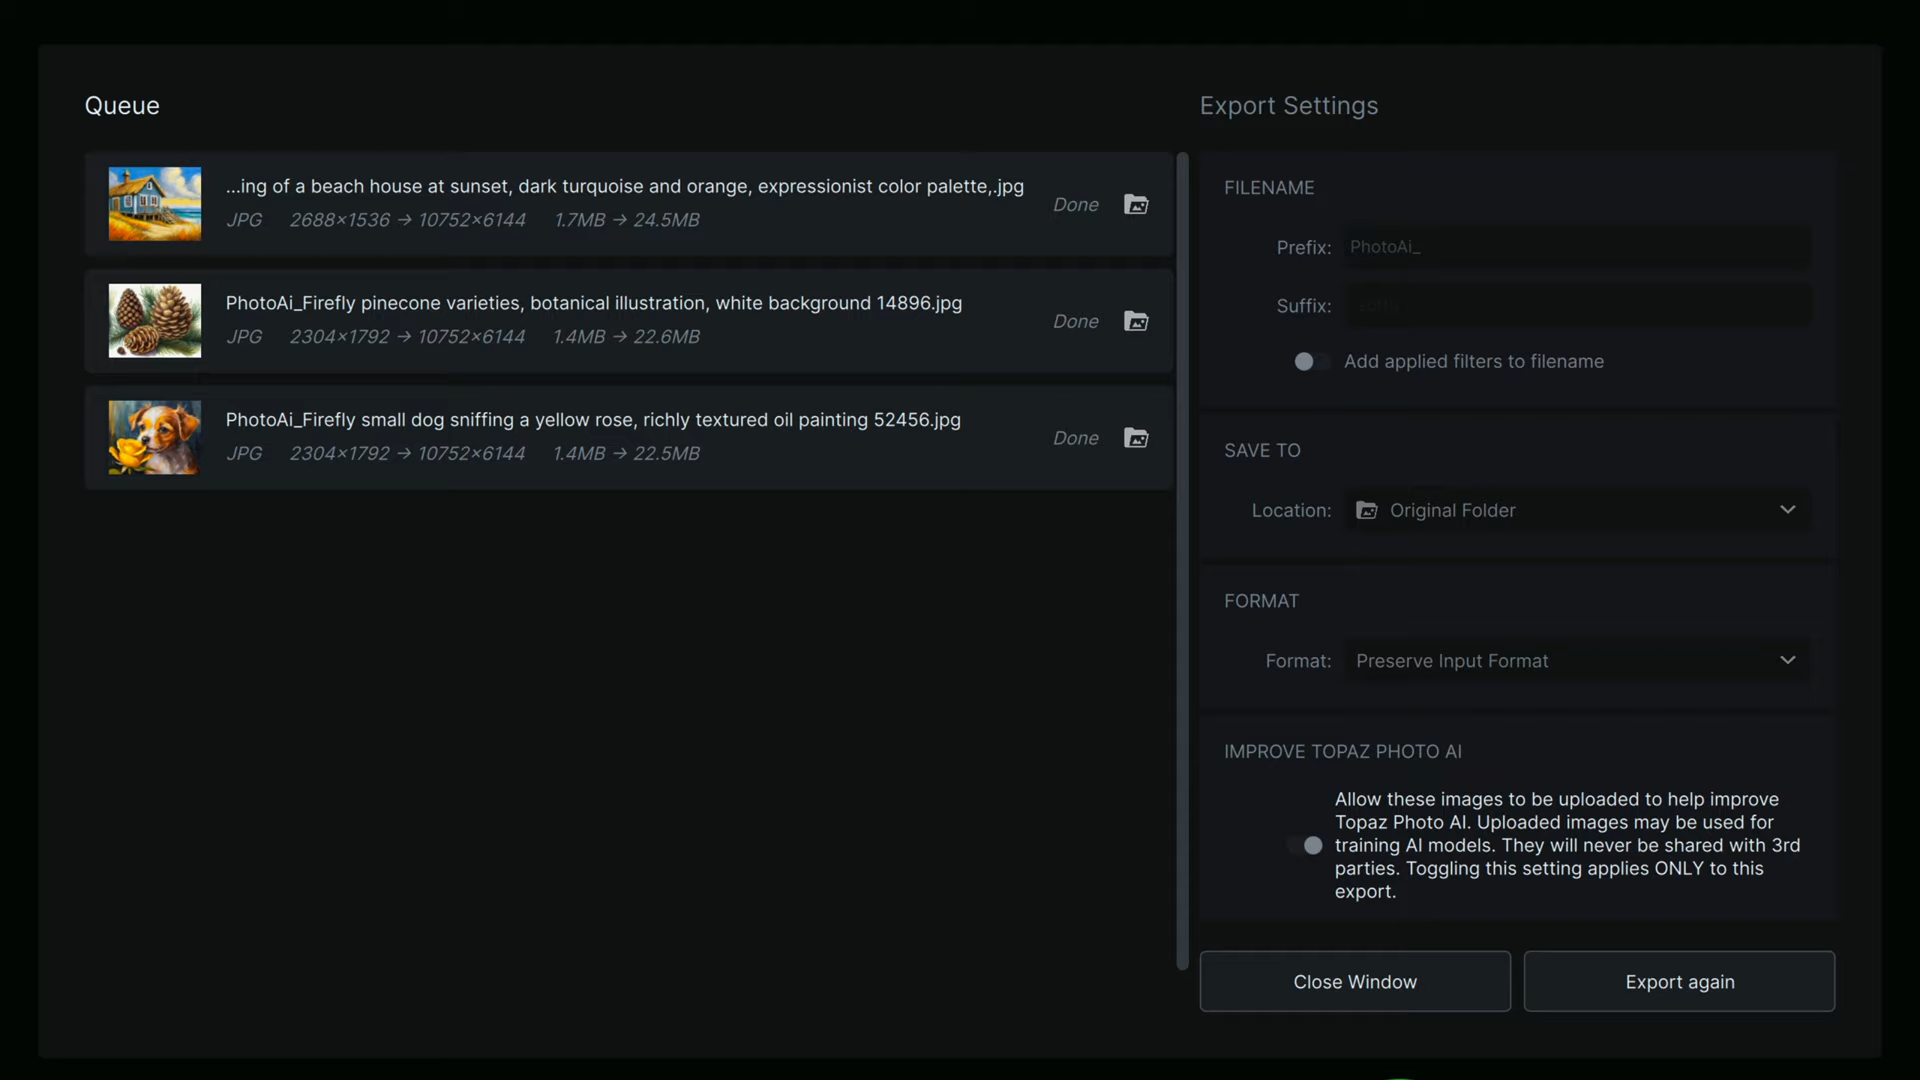 Queue
...ing of a beach house at sunset, dark turquoise and orange, expressionist color palette,.jpg
JPG 2688×1536 → 10752×6144 1.7MB → 24.5MB
Done
PhotoAi_Firefly pinecone varieties, botanical illustration, white background 14896.jpg
JPG 2304×1792 → 10752×6144 1.4MB → 22.6MB
Done
PhotoAi_Firefly small dog sniffing a yellow rose, richly textured oil painting 52456.jpg
JPG 2304×1792 → 10752×6144 1.4MB → 22.5MB
Done
Export Settings
FILENAME
Prefix: PhotoAi_
Suffix:
Add applied filters to filename
SAVE TO
Location: Original Folder
FORMAT
Format: Preserve Input Format
IMPROVE TOPAZ PHOTO AI
Allow these images to be uploaded to help improve
Topaz Photo AI. Uploaded images may be used for
training AI models. They will never be shared with 3rd
parties. Toggling this setting applies ONLY to this
export.
Close Window
Export again